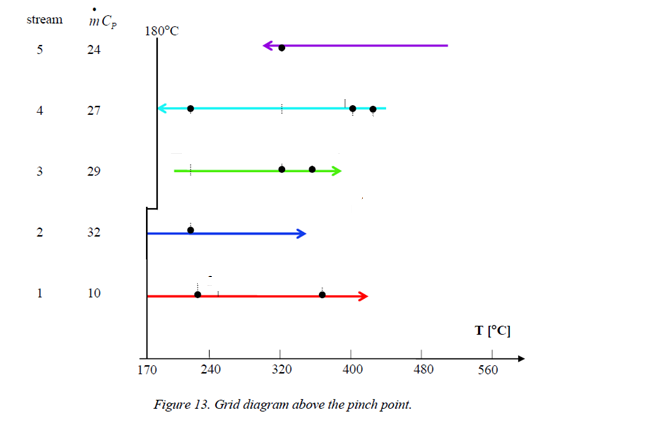 stream ṁ C_P
180°C
5 24
4 27
3 29
2 32
1 10
T [°C]
170 240 320 400 480 560
Figure 13. Grid diagram above the pinch point.